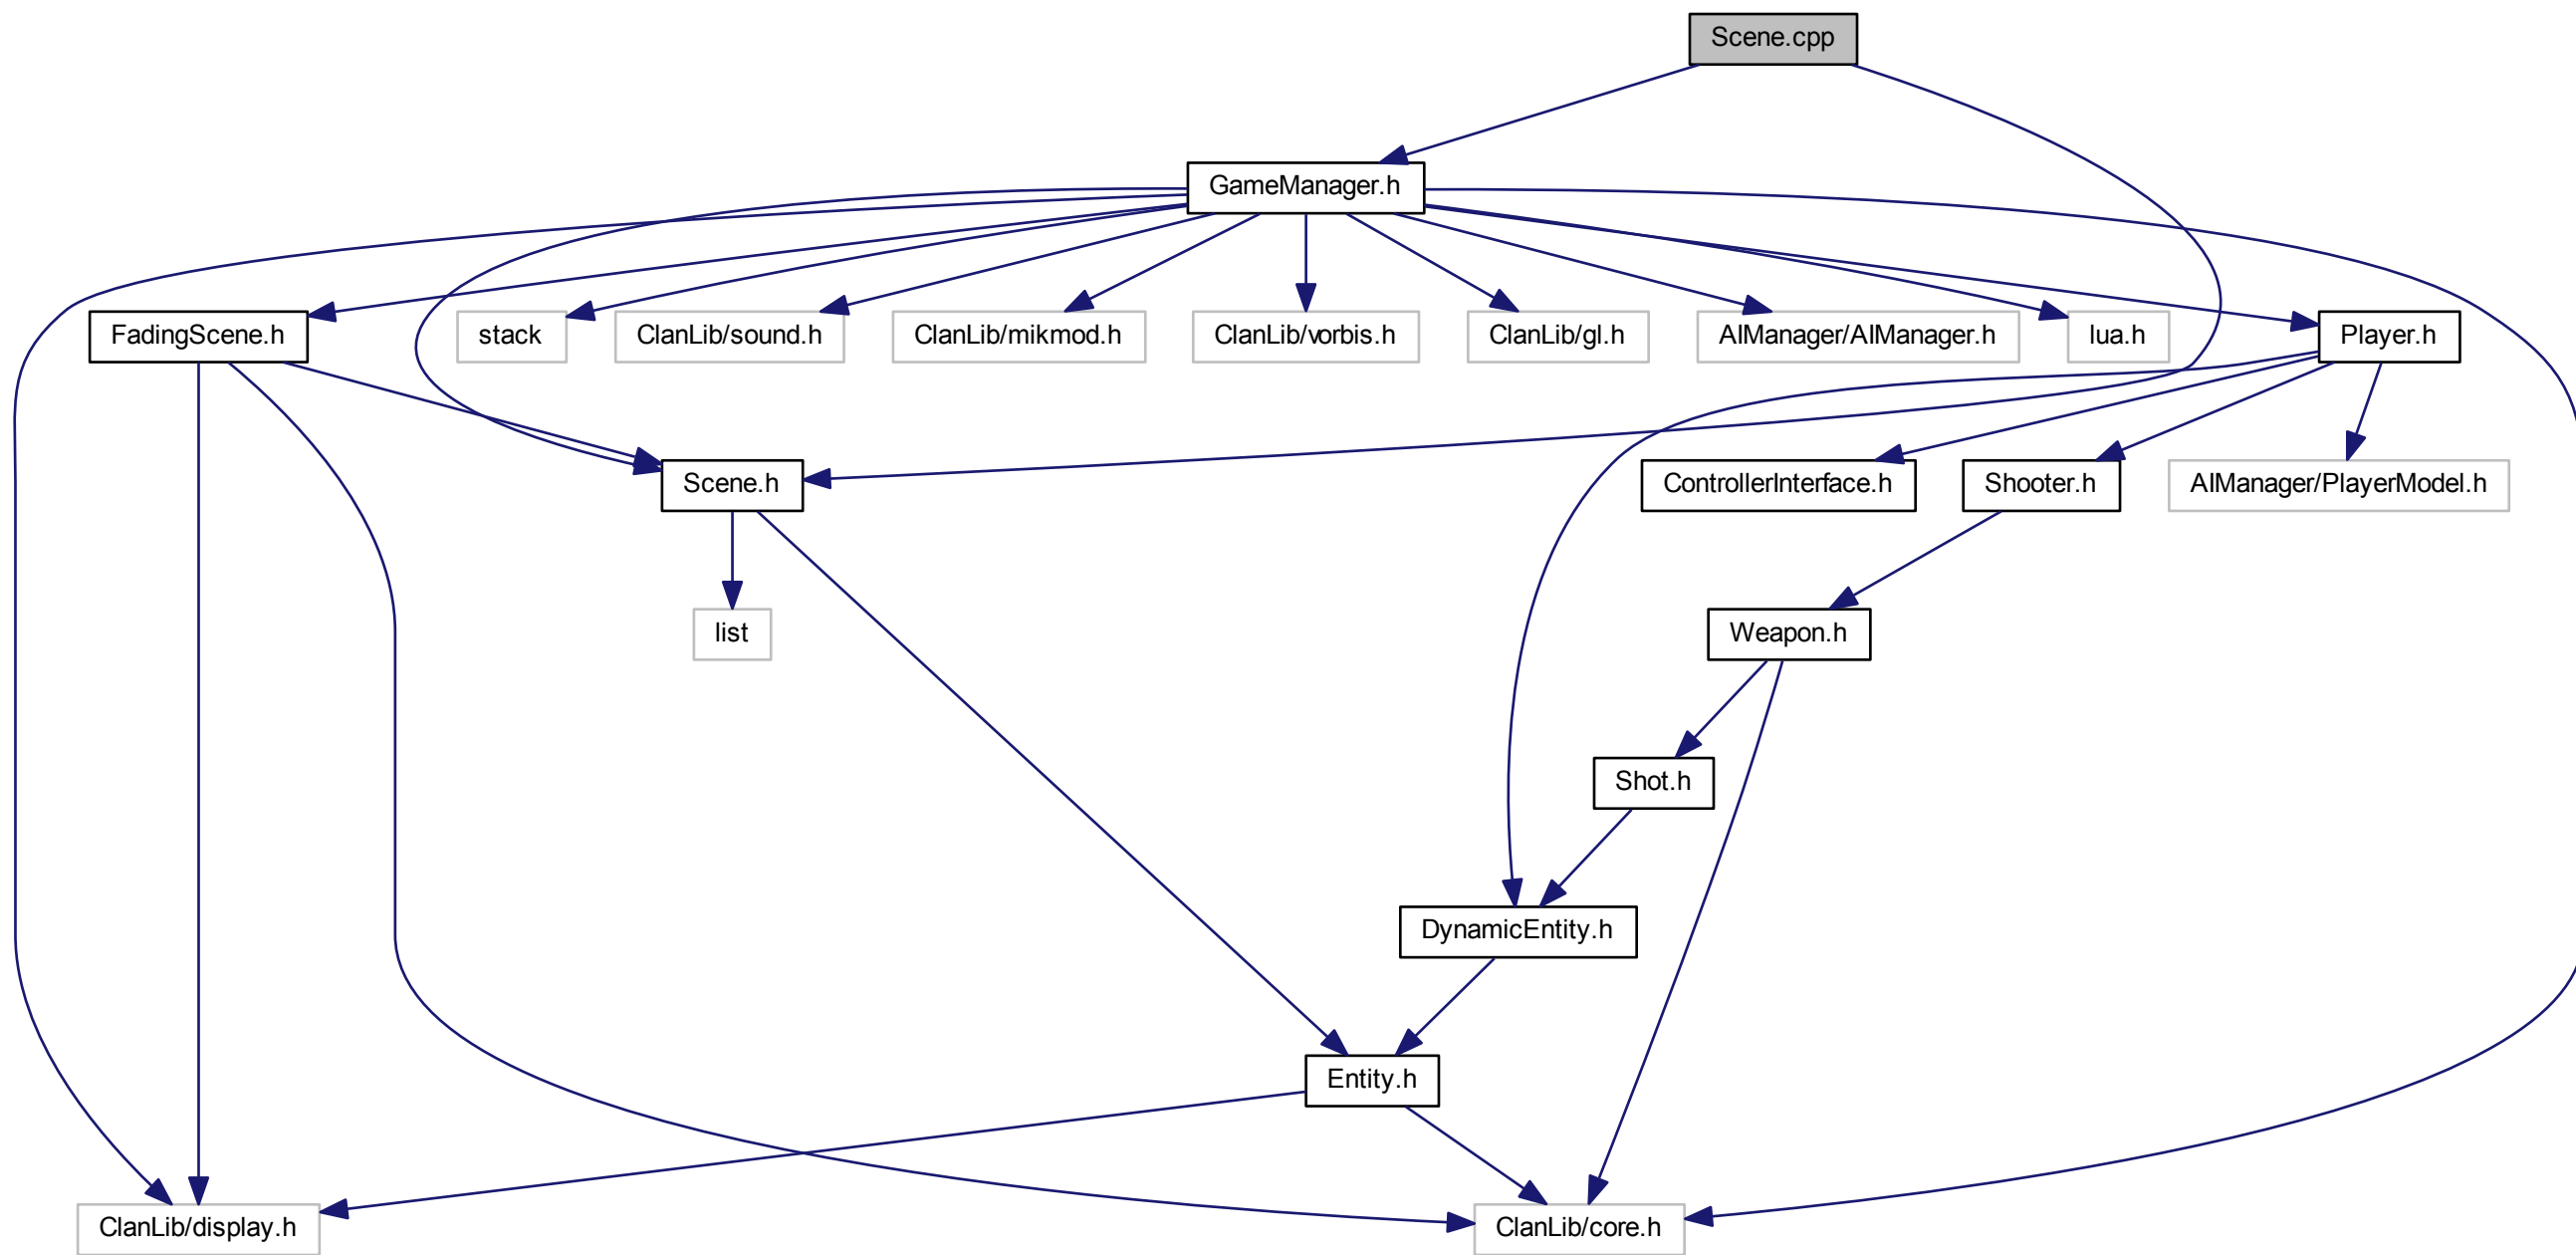 Scene.cpp
GameManager.h
FadingScene.h
stack
ClanLib/sound.h
ClanLib/mikmod.h
ClanLib/vorbis.h
ClanLib/gl.h
AIManager/AIManager.h
lua.h
Player.h
Scene.h
ControllerInterface.h
Shooter.h
AIManager/PlayerModel.h
list
Weapon.h
Shot.h
DynamicEntity.h
Entity.h
ClanLib/display.h
ClanLib/core.h